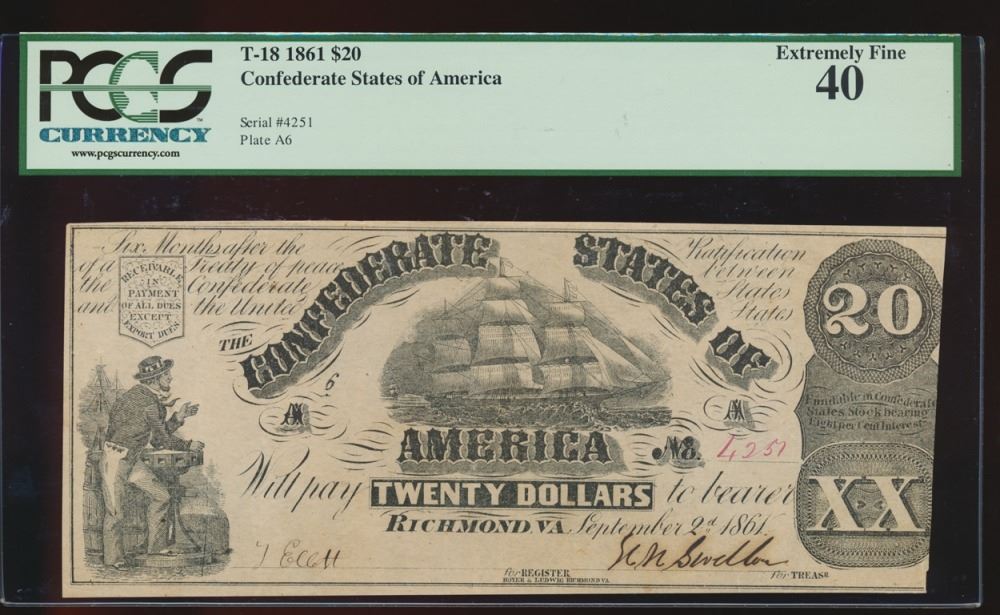 PCGS
CURRENCY
www.pcgscurrency.com
T-18 1861 $20
Confederate States of America
Serial #4251
Plate A6
Extremely Fine
40
Six Months after the Ratification
of a Treaty of peace between
the Confederate States
and the United States
RECEIVABLE
IN
PAYMENT
OF ALL DUES
EXCEPT
EXPORT DUES
THE
CONFEDERATE STATES OF
AMERICA
6
A
A
No. 4251
20
Fundable in Confederate
States Stock bearing
Eight per Cent Interest
XX
Will pay TWENTY DOLLARS to bearer
RICHMOND, VA September 2d 1861.
for REGISTER
HOYER & LUDWIG RICHMOND VA
for TREASR